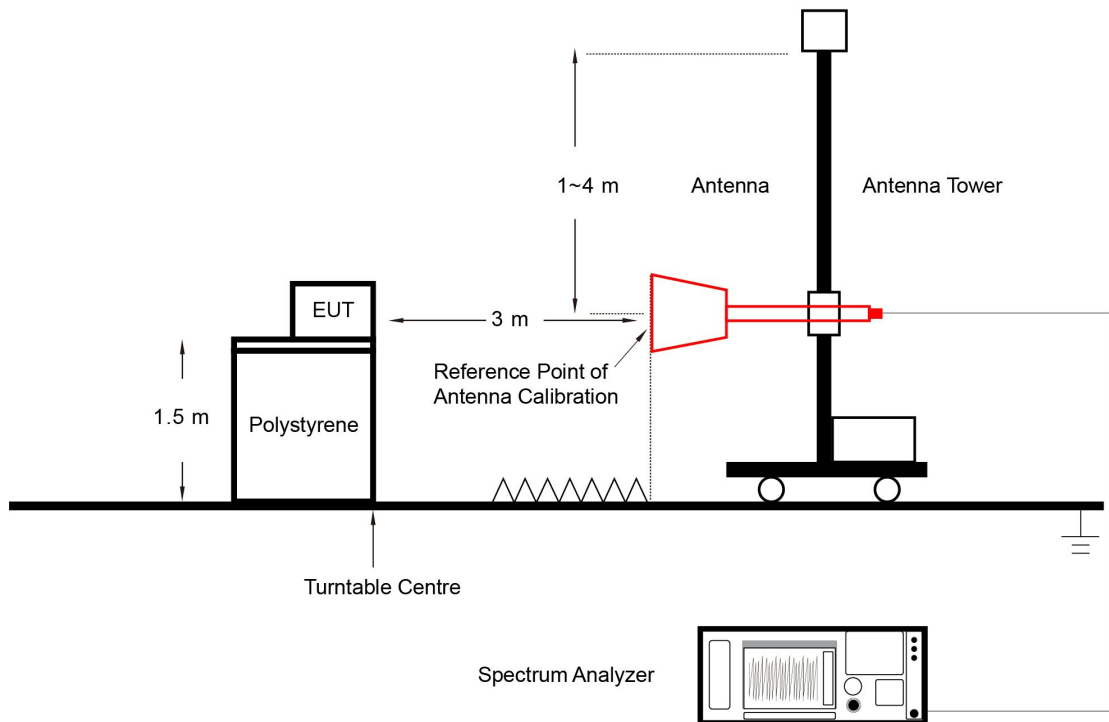 1~4 m
Antenna
Antenna Tower
EUT
3 m
Reference Point of
Antenna Calibration
1.5 m
Polystyrene
Turntable Centre
Spectrum Analyzer